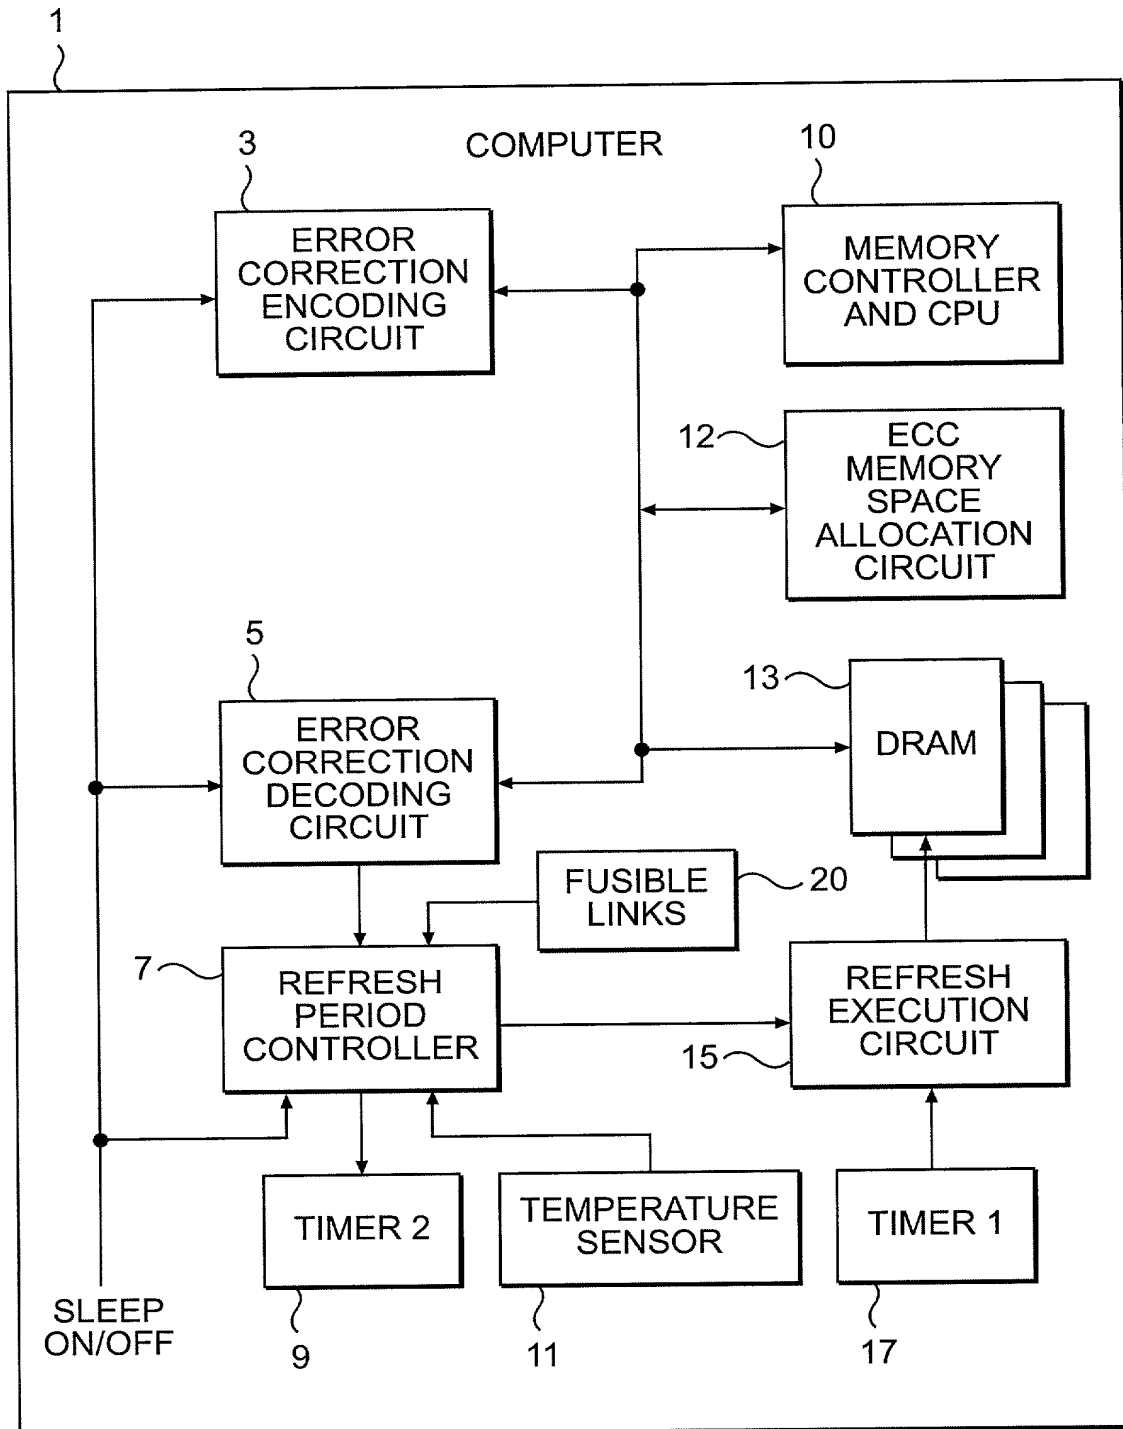 1
COMPUTER
3
10
ERROR
CORRECTION
ENCODING
CIRCUIT
MEMORY
CONTROLLER
AND CPU
12
ECC
MEMORY
SPACE
ALLOCATION
CIRCUIT
5
13
ERROR
CORRECTION
DECODING
CIRCUIT
DRAM
FUSIBLE
LINKS
20
7
REFRESH
PERIOD
CONTROLLER
REFRESH
EXECUTION
CIRCUIT
15
TIMER 2
TEMPERATURE
SENSOR
TIMER 1
SLEEP
ON/OFF
9
11
17